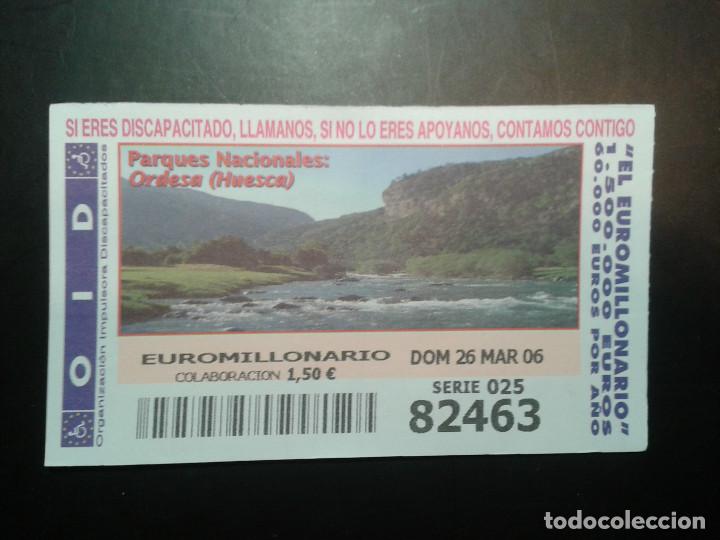 SI ERES DISCAPACITADO, LLAMANOS, SI NO LO ERES APOYANOS, CONTAMOS CONTIGO
OID
Organización Impulsora Discapacitados
Parques Nacionales:
Ordesa (Huesca)
EUROMILLONARIO DOM 26 MAR 06
COLABORACION 1,50 €
SERIE 025
82463
"EL EUROMILLONARIO"
1.500.000 EUROS
60.000 EUROS POR AÑO
todocoleccion.net